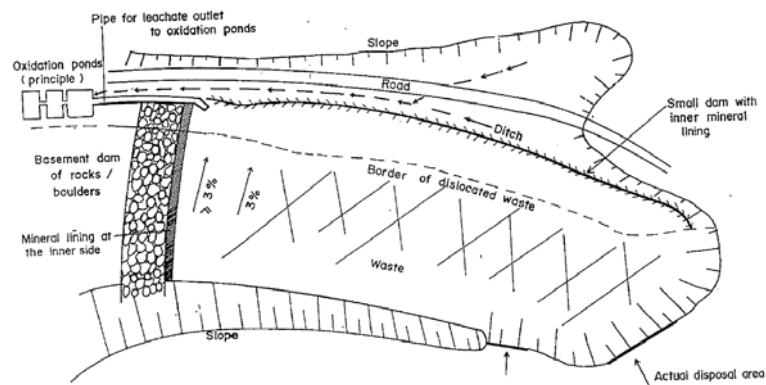 Pipe for leachate outlet
to oxidation ponds
Slope
Oxidation ponds
(principle)
Road
Small dam with
inner mineral
lining
Ditch
Basement dam
of rocks /
boulders
⩾ 3%
3%
Border of dislocated waste
Mineral lining at
the inner side
Waste
Slope
Actual disposal area